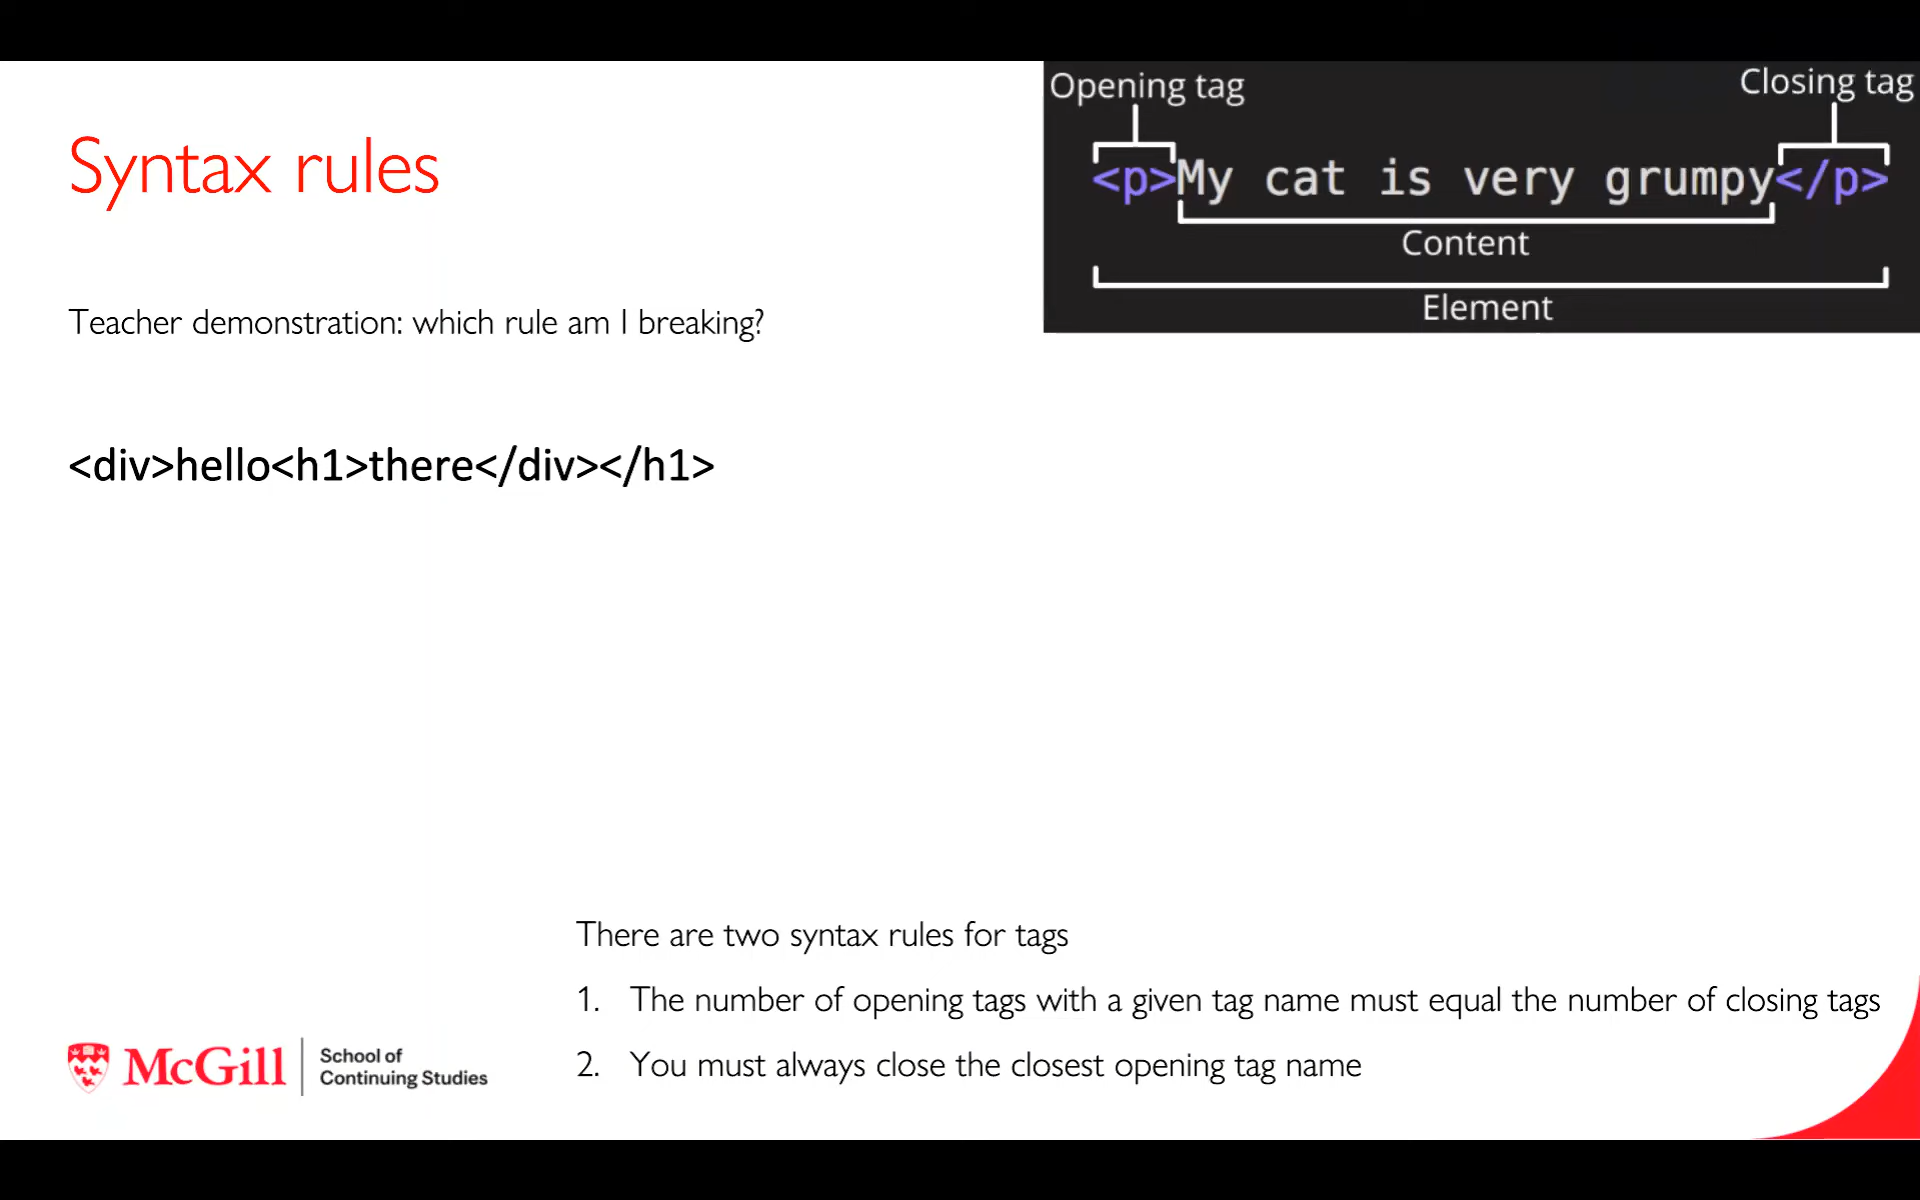 Opening tag
Closing tag
<p>My cat is very grumpy</p>
Content
Element
Syntax rules
Teacher demonstration: which rule am I breaking?
<div>hello<h1>there</div></h1>
There are two syntax rules for tags
1. The number of opening tags with a given tag name must equal the number of closing tags
2. You must always close the closest opening tag name
McGill
School of
Continuing Studies